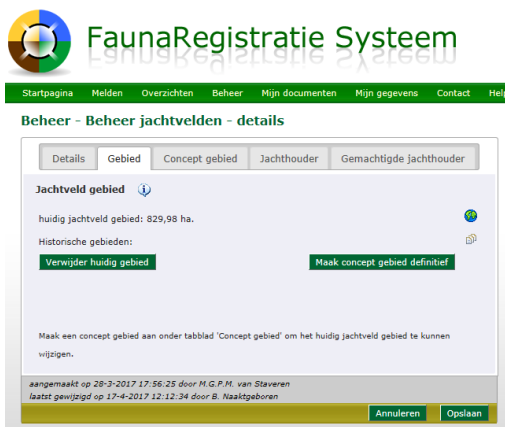 FaunaRegistratie Systeem
Startpagina Melden Overzichten Beheer Mijn documenten Mijn gegevens Contact Help
Beheer - Beheer jachtvelden - details
Details Gebied Concept gebied Jachthouder Gemachtigde jachthouder
Jachtveld gebied
huidig jachtveld gebied: 829,98 ha.
Historische gebieden:
Verwijder huidig gebied Maak concept gebied definitief
Maak een concept gebied aan onder tabblad 'Concept gebied' om het huidig jachtveld gebied te kunnen
wijzigen.
aangemaakt op 28-3-2017 17:56:25 door M.G.P.M. van Staveren
laatst gewijzigd op 17-4-2017 12:12:34 door B. Naaktgeboren
Annuleren Opslaan